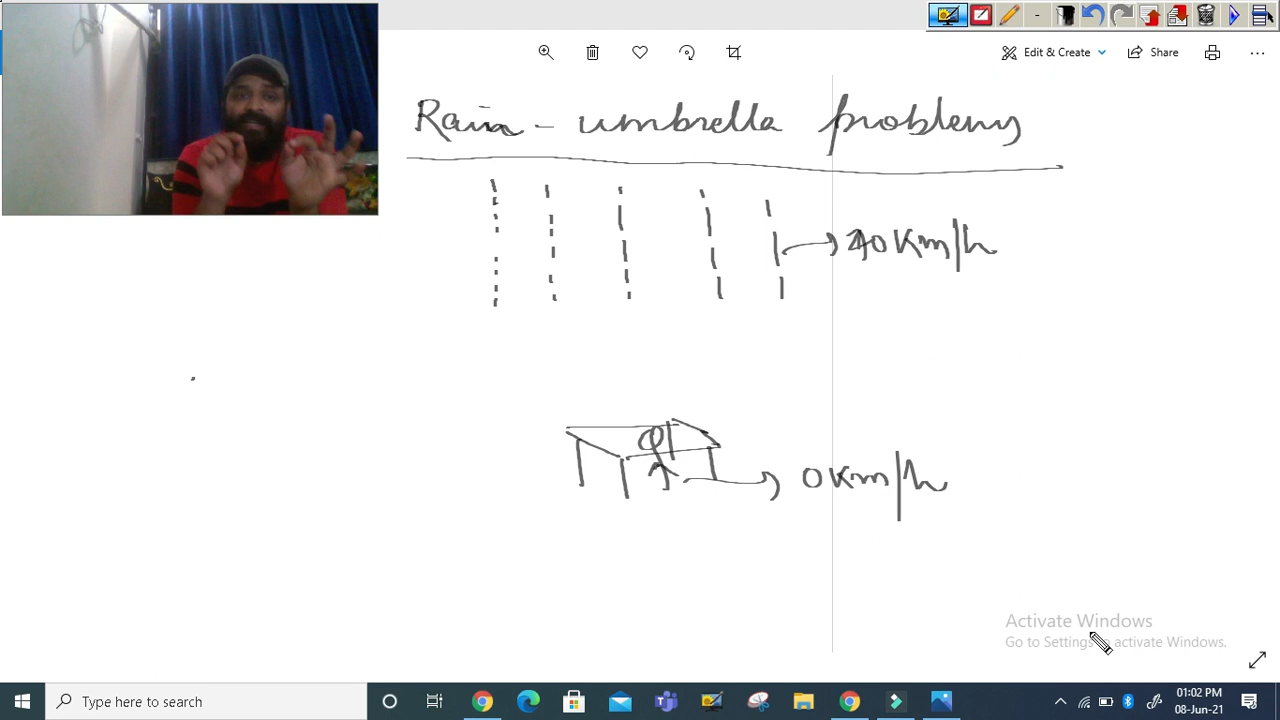 Edit & Create
Share
Rain - umbrella problems
40 Km/h
0 Km/h
Activate Windows
Go to Settings to activate Windows.
Type here to search
01:02 PM
08-Jun-21